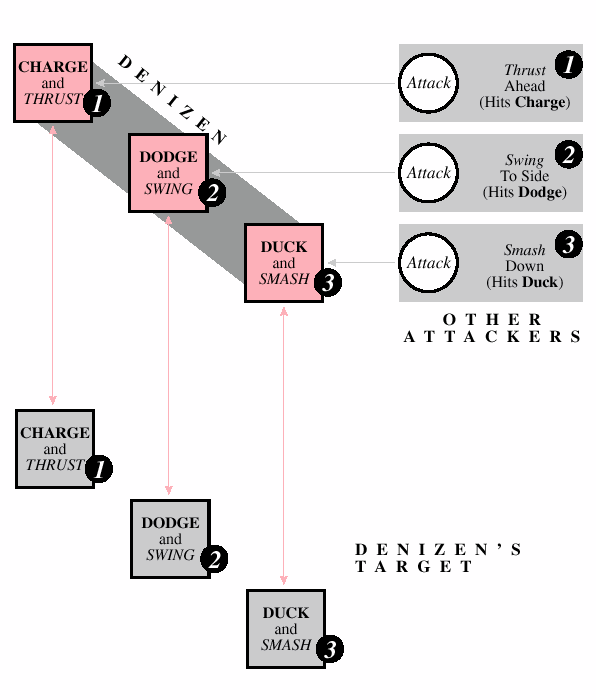 DENIZEN
CHARGE
and
THRUST
1
DODGE
and
SWING
2
DUCK
and
SMASH
3
Attack
Thrust
Ahead
(Hits Charge)
1
Attack
Swing
To Side
(Hits Dodge)
2
Attack
Smash
Down
(Hits Duck)
3
OTHER
ATTACKERS
CHARGE
and
THRUST
1
DODGE
and
SWING
2
DUCK
and
SMASH
3
DENIZEN'S
TARGET